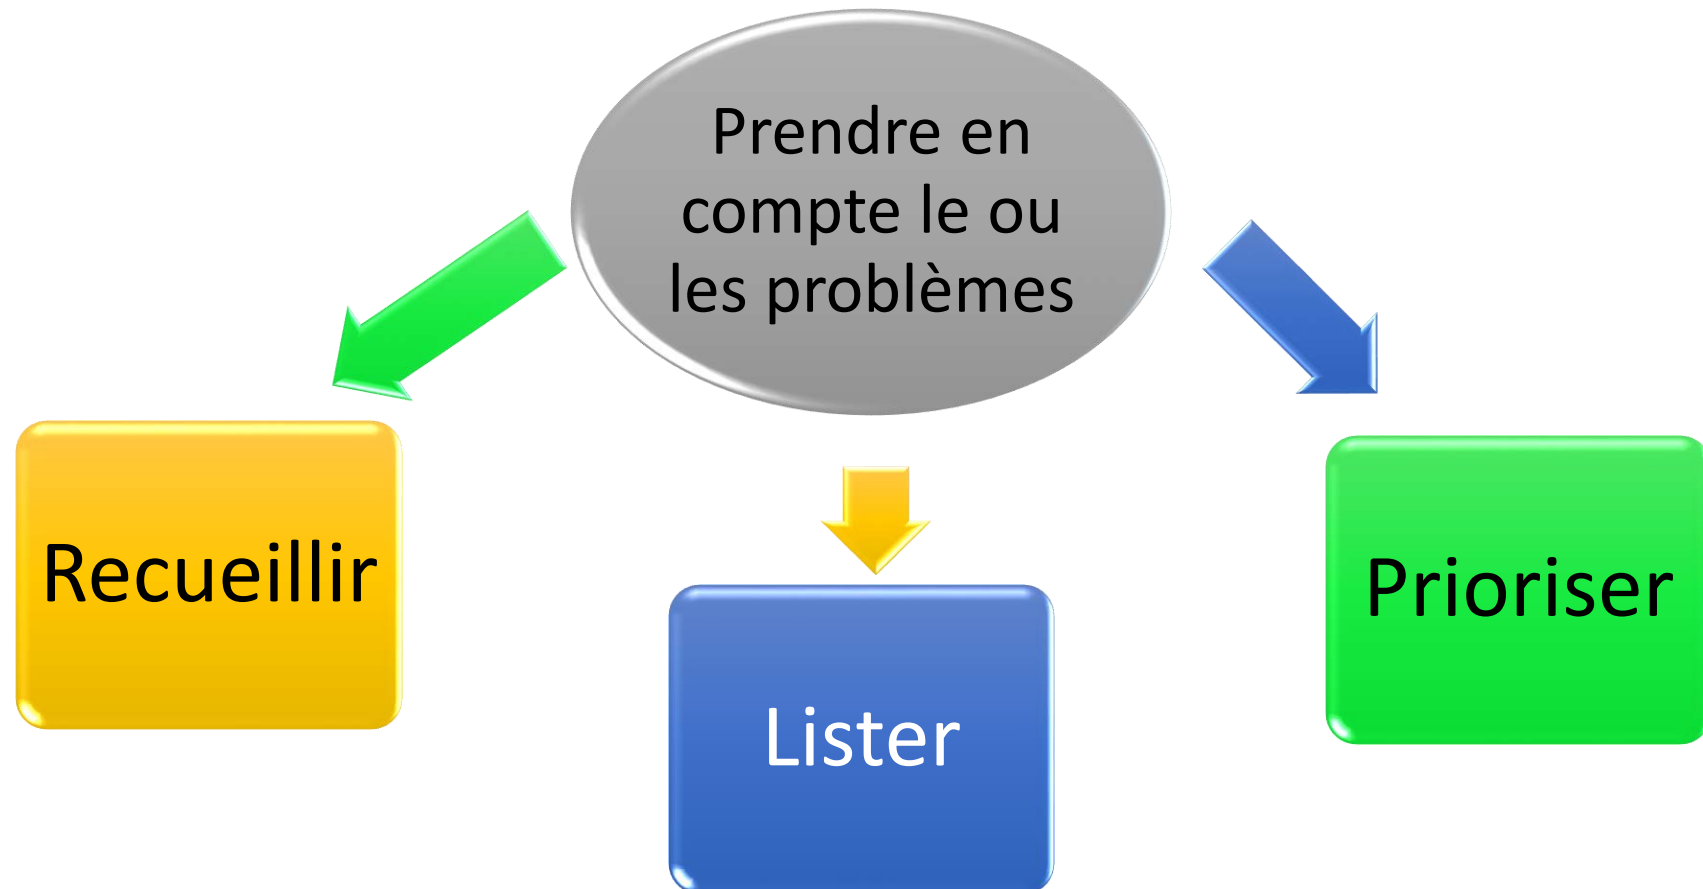 Prendre en
compte le ou
les problèmes
Recueillir
Lister
Prioriser